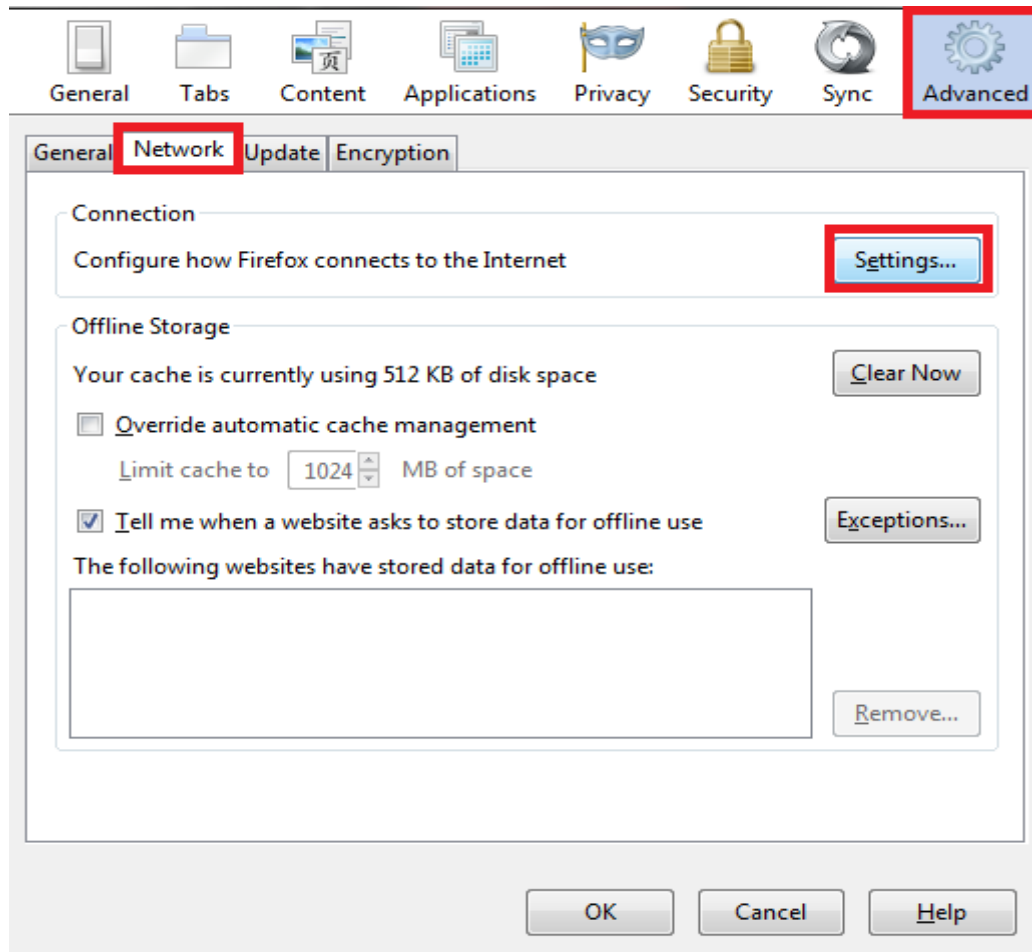 页
General Tabs Content Applications Privacy Security Sync Advanced
General Network Update Encryption
Connection
Configure how Firefox connects to the Internet Settings...
Offline Storage
Your cache is currently using 512 KB of disk space Clear Now
Override automatic cache management
Limit cache to 1024 MB of space
Tell me when a website asks to store data for offline use Exceptions...
The following websites have stored data for offline use:
Remove...
OK Cancel Help